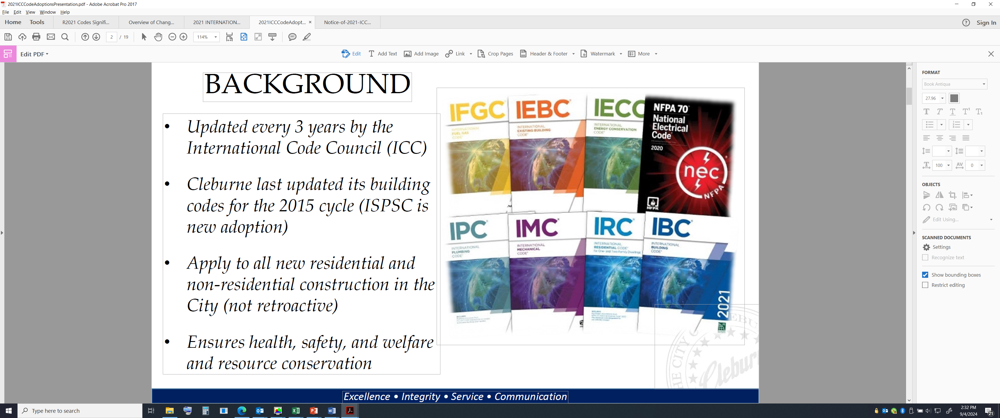 2021ICCCodeAdoptionsPresentation.pdf - Adobe Acrobat Pro 2017
File Edit View Window Help
Home Tools R2021 Codes Signifi... Overview of Chang... 2021 INTERNATION... 2021ICCCodeAdopt... × Notice-of-2021-ICC... Sign In
2 / 19 114%
Edit PDF Edit Add Text Add Image Link Crop Pages Header & Footer Watermark More
BACKGROUND
• Updated every 3 years by the
International Code Council (ICC)
• Cleburne last updated its building
codes for the 2015 cycle (ISPSC is
new adoption)
• Apply to all new residential and
non-residential construction in the
City (not retroactive)
• Ensures health, safety, and welfare
and resource conservation
IFGC
INTERNATIONAL
FUEL GAS
CODE
IEBC
INTERNATIONAL
EXISTING BUILDING
CODE
IECC
INTERNATIONAL
ENERGY CONSERVATION
CODE
NFPA 70
National
Electrical
Code
2020
nec
NFPA
NFPA
IPC
INTERNATIONAL
PLUMBING
CODE
IMC
INTERNATIONAL
MECHANICAL
CODE
IRC
INTERNATIONAL
RESIDENTIAL CODE
for One- and Two-Family Dwellings
IBC
INTERNATIONAL
BUILDING
CODE
2021
THE CITY
Excellence • Integrity • Service • Communication
FORMAT
Book Antiqua
27.96
100 AV 0
OBJECTS
Edit Using...
SCANNED DOCUMENTS
Settings
Recognize text
Show bounding boxes
Restrict editing
Type here to search
2:32 PM
9/4/2024
21